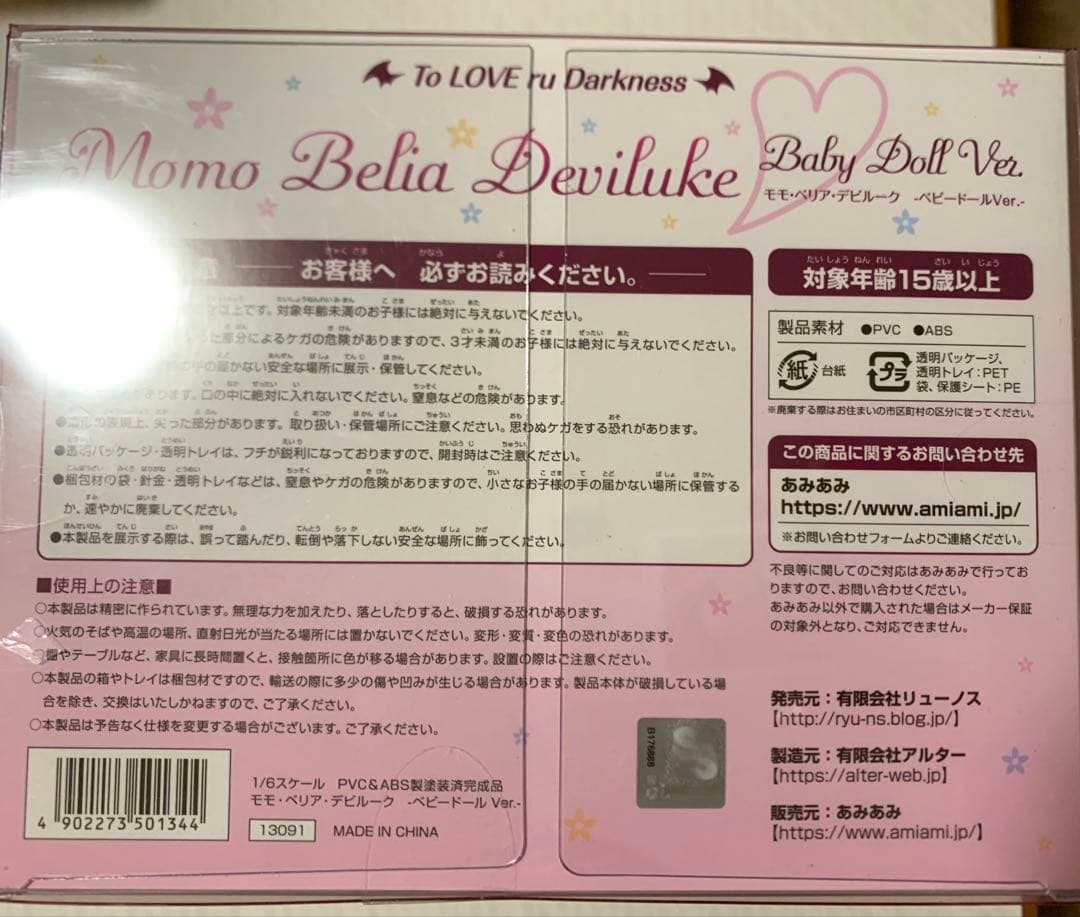 To LOVE ru Darkness
Momo Belia Deviluke
Baby Doll Ver.
モモ・ベリア・デビルーク -ベビードールVer.-
お客様へ 必ずお読みください。
以上です。対象年齢未満のお子様には絶対に与えないでください。
部分によるケガの危険がありますので、3才未満のお子様には絶対に与えないでください。
の届かない安全な場所に展示・保管してください。
があります。口の中に絶対に入れないでください。窒息などの危険があります。
表現上、尖った部分があります。取り扱い・保管場所にご注意ください。思わぬケガをする恐れがあります。
●透明パッケージ・透明トレイは、フチが鋭利になっておりますので、開封時はご注意ください。
●梱包材の袋・針金・透明トレイなどは、窒息やケガの危険がありますので、小さなお子様の手の届かない場所に保管する
か、速やかに廃棄してください。
●本製品を展示する際は、誤って踏んだり、転倒や落下しない安全な場所に飾ってください。
対象年齢15歳以上
製品素材 ●PVC ●ABS
紙 台紙
プラ 透明パッケージ、
透明トレイ:PET
袋、保護シート:PE
※廃棄する際はお住まいの市区町村の区分に従ってください。
この商品に関するお問い合わせ先
あみあみ
https://www.amiami.jp/
※お問い合わせフォームよりご連絡ください。
不良等に関してのご対応はあみあみで行ってお
りますので、お問い合わせください。
あみあみ以外で購入された場合はメーカー保証
の対象外となり、ご対応できません。
■使用上の注意■
○本製品は精密に作られています。無理な力を加えたり、落としたりすると、破損する恐れがあります。
○火気のそばや高温の場所、直射日光が当たる場所には置かないでください。変形・変質・変色の恐れがあります。
○棚やテーブルなど、家具に長時間置くと、接触箇所に色が移る場合があります。設置の際はご注意ください。
○本製品の箱やトレイは梱包材ですので、輸送の際に多少の傷や凹みが生じる場合があります。製品本体が破損している場
合を除き、交換はいたしかねますので、ご了承ください。
○本製品は予告なく仕様を変更する場合がございます。ご了承ください。
4 902273 501344
1/6スケール PVC&ABS製塗装済完成品
モモ・ベリア・デビルーク -ベビードール Ver.-
13091 MADE IN CHINA
B176886
発売元:有限会社リューノス
【http://ryu-ns.blog.jp/】
製造元:有限会社アルター
【https://alter-web.jp】
販売元:あみあみ
【https://www.amiami.jp/】